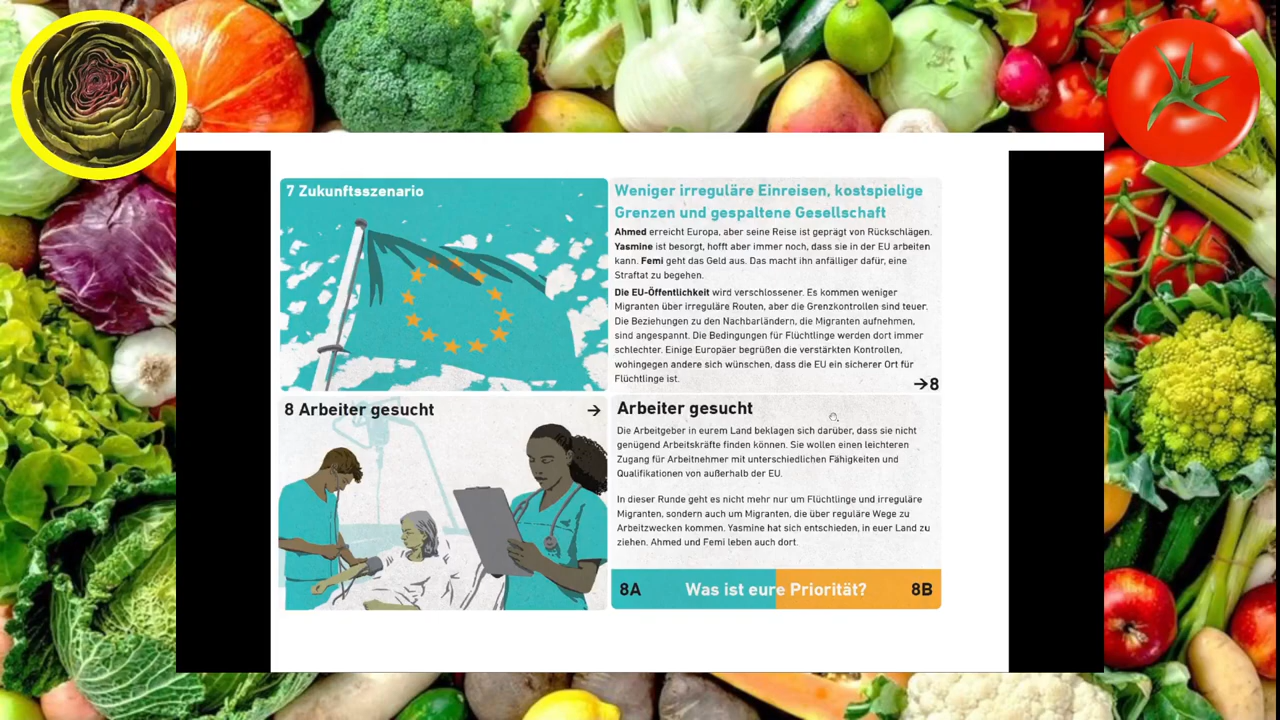 7 Zukunftsszenario
Weniger irreguläre Einreisen, kostspielige
Grenzen und gespaltene Gesellschaft
Ahmed erreicht Europa, aber seine Reise ist geprägt von Rückschlägen.
Yasmine ist besorgt, hofft aber immer noch, dass sie in der EU arbeiten
kann. Femi geht das Geld aus. Das macht ihn anfälliger dafür, eine
Straftat zu begehen.
Die EU-Öffentlichkeit wird verschlossener. Es kommen weniger
Migranten über irreguläre Routen, aber die Grenzkontrollen sind teuer.
Die Beziehungen zu den Nachbarländern, die Migranten aufnehmen,
sind angespannt. Die Bedingungen für Flüchtlinge werden dort immer
schlechter. Einige Europäer begrüßen die verstärkten Kontrollen,
wohingegen andere sich wünschen, dass die EU ein sicherer Ort für
Flüchtlinge ist.
→8
8 Arbeiter gesucht →
Arbeiter gesucht
Die Arbeitgeber in eurem Land beklagen sich darüber, dass sie nicht
genügend Arbeitskräfte finden können. Sie wollen einen leichteren
Zugang für Arbeitnehmer mit unterschiedlichen Fähigkeiten und
Qualifikationen von außerhalb der EU.
In dieser Runde geht es nicht mehr nur um Flüchtlinge und irreguläre
Migranten, sondern auch um Migranten, die über reguläre Wege zu
Arbeitzwecken kommen. Yasmine hat sich entschieden, in euer Land zu
ziehen. Ahmed und Femi leben auch dort.
8A Was ist eure Priorität? 8B